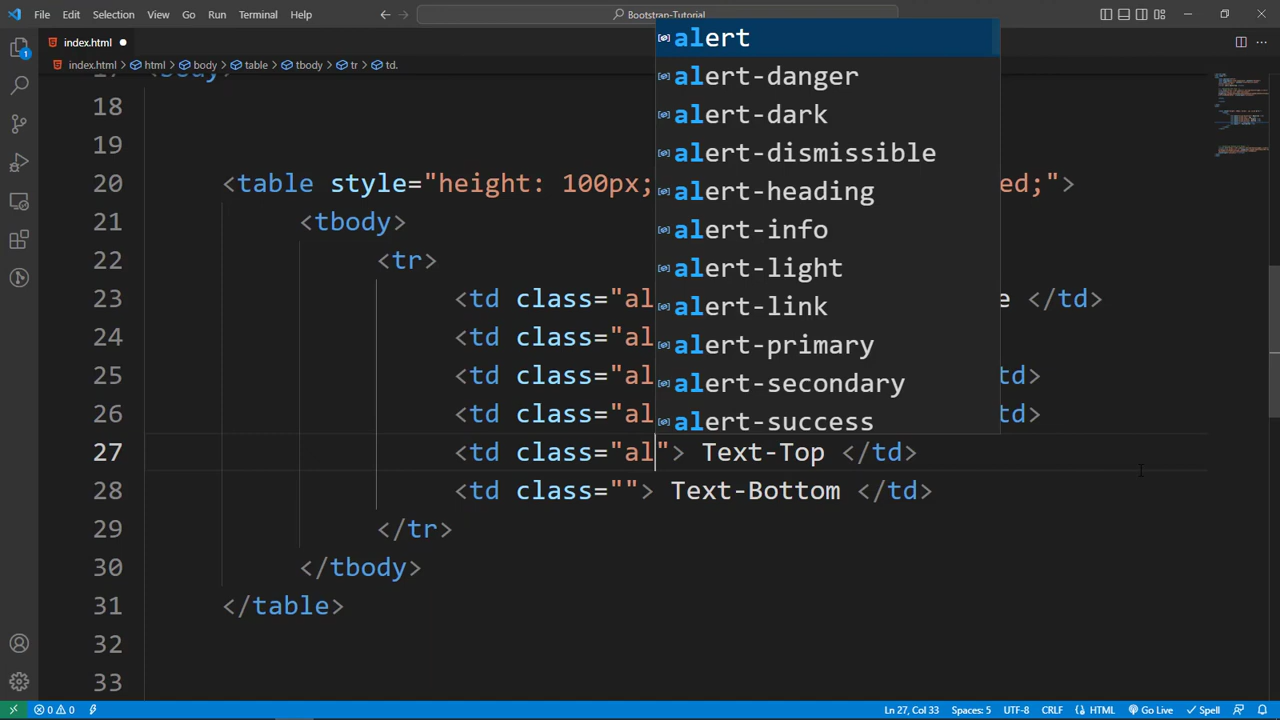 File Edit Selection View Go Run Terminal Help Bootstrap-Tutorial
index.html
index.html > html > body > table > tbody > tr > td.
18
19
20 <table style="height: 100px; ed;">
21 <tbody>
22 <tr>
23 <td class="al e </td>
24 <td class="al
25 <td class="al td>
26 <td class="al td>
27 <td class="al"> Text-Top </td>
28 <td class=""> Text-Bottom </td>
29 </tr>
30 </tbody>
31 </table>
32
33
alert
alert-danger
alert-dark
alert-dismissible
alert-heading
alert-info
alert-light
alert-link
alert-primary
alert-secondary
alert-success
1
0 0 Ln 27, Col 33 Spaces: 5 UTF-8 CRLF HTML Go Live Spell